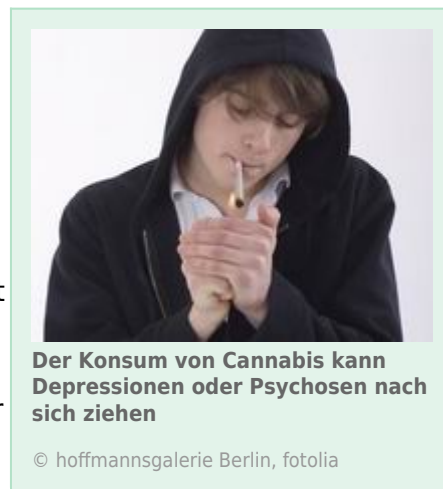 Der Konsum von Cannabis kann
Depressionen oder Psychosen nach
sich ziehen
© hoffmannsgalerie Berlin, fotolia